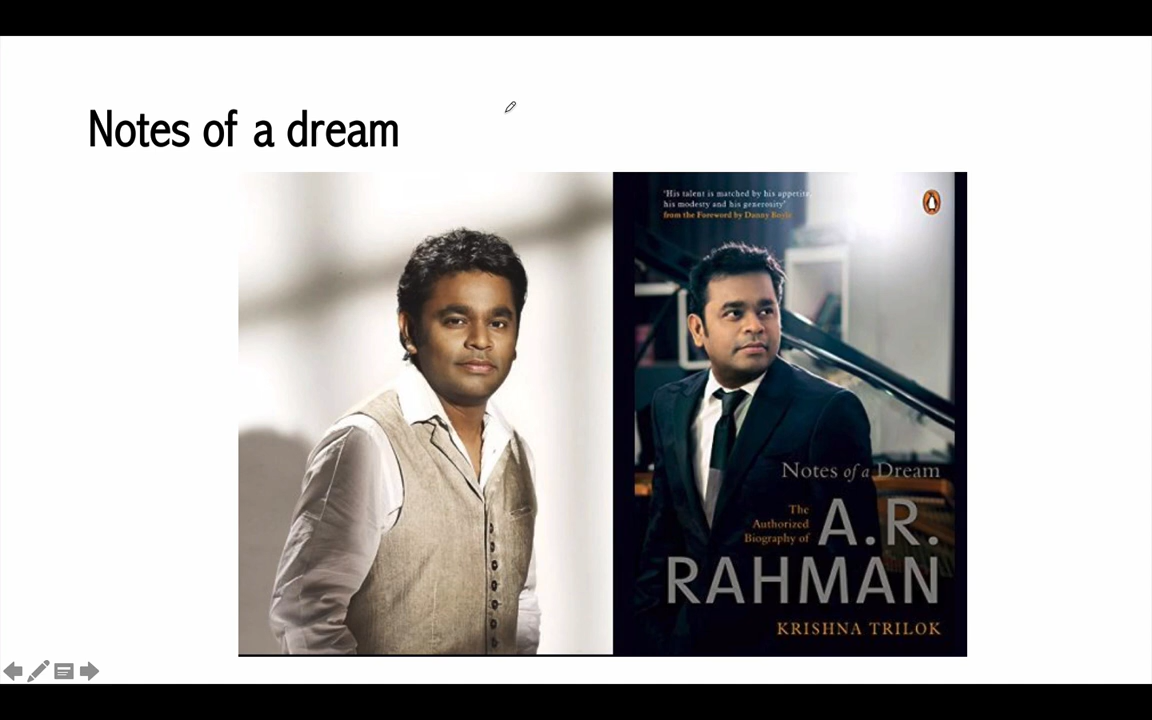 Notes of a dream
'His talent is matched by his appetite,
his modesty and his generosity'
from the Foreword by Danny Boyle
Notes of a Dream
The
Authorized
Biography of
A.R.
RAHMAN
KRISHNA TRILOK